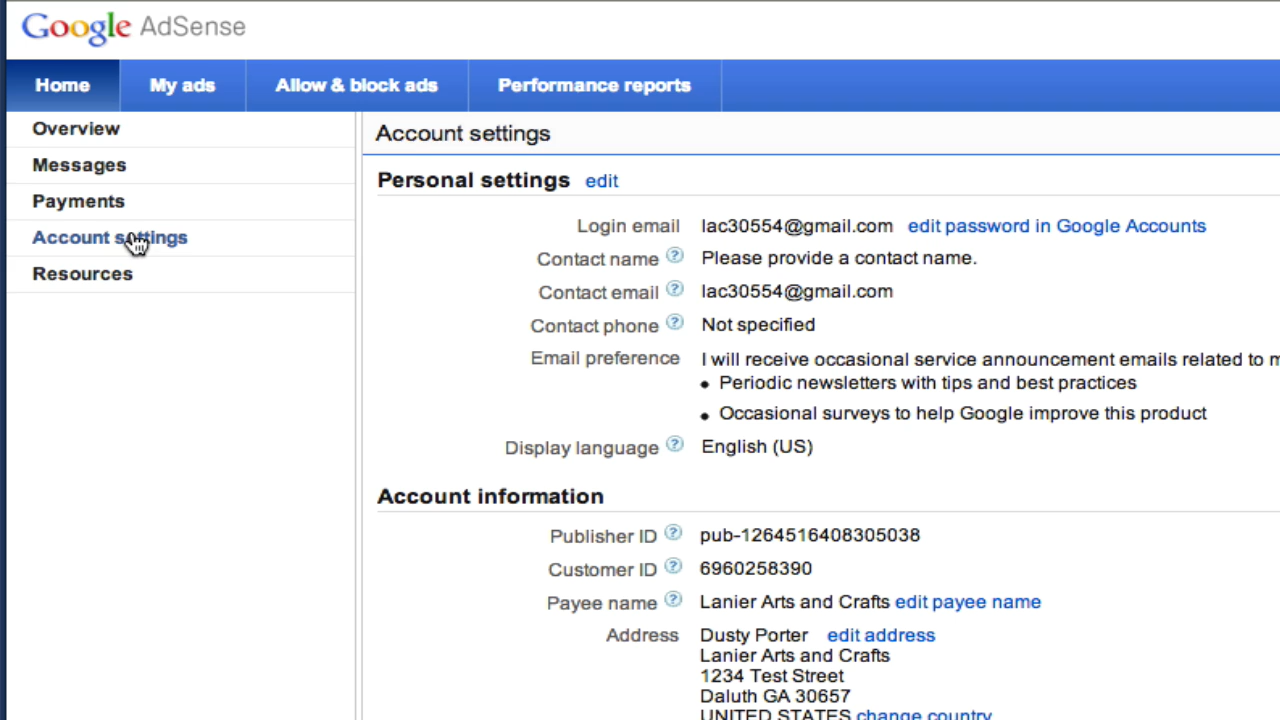 Google AdSense
Home My ads Allow & block ads Performance reports
Overview
Messages
Payments
Account settings
Resources
Account settings
Personal settings edit
Login email lac30554@gmail.com edit password in Google Accounts
Contact name ? Please provide a contact name.
Contact email ? lac30554@gmail.com
Contact phone ? Not specified
Email preference I will receive occasional service announcement emails related to
• Periodic newsletters with tips and best practices
• Occasional surveys to help Google improve this product
Display language ? English (US)
Account information
Publisher ID ? pub-1264516408305038
Customer ID ? 6960258390
Payee name ? Lanier Arts and Crafts edit payee name
Address Dusty Porter edit address
Lanier Arts and Crafts
1234 Test Street
Daluth GA 30657
UNITED STATES change country